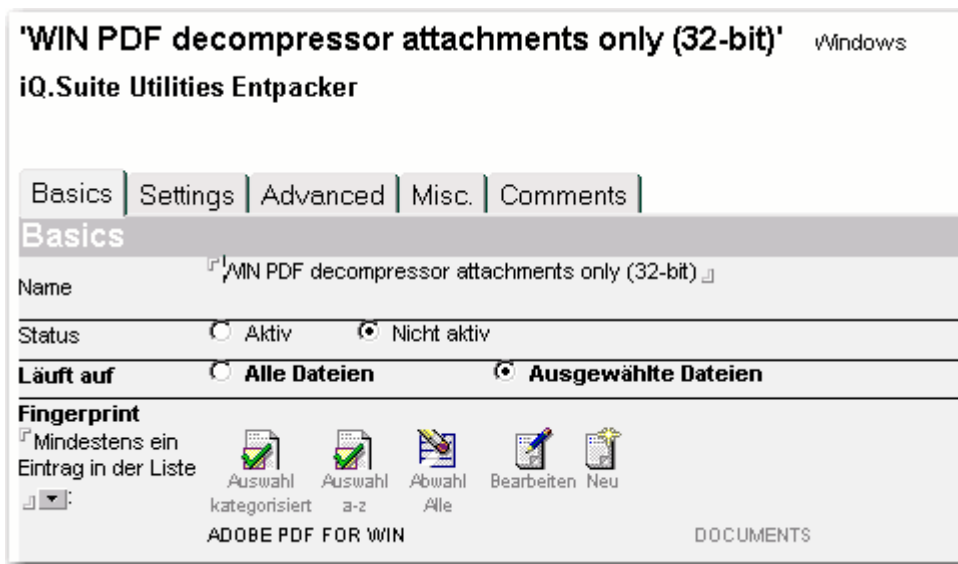 'WIN PDF decompressor attachments only (32-bit)' Windows
iQ.Suite Utilities Entpacker
Basics Settings Advanced Misc. Comments
Basics
Name WIN PDF decompressor attachments only (32-bit)
Status Aktiv Nicht aktiv
Läuft auf Alle Dateien Ausgewählte Dateien
Fingerprint
Mindestens ein
Eintrag in der Liste
:
Auswahl kategorisiert
Auswahl a-z
Abwahl Alle
Bearbeiten
Neu
ADOBE PDF FOR WIN DOCUMENTS